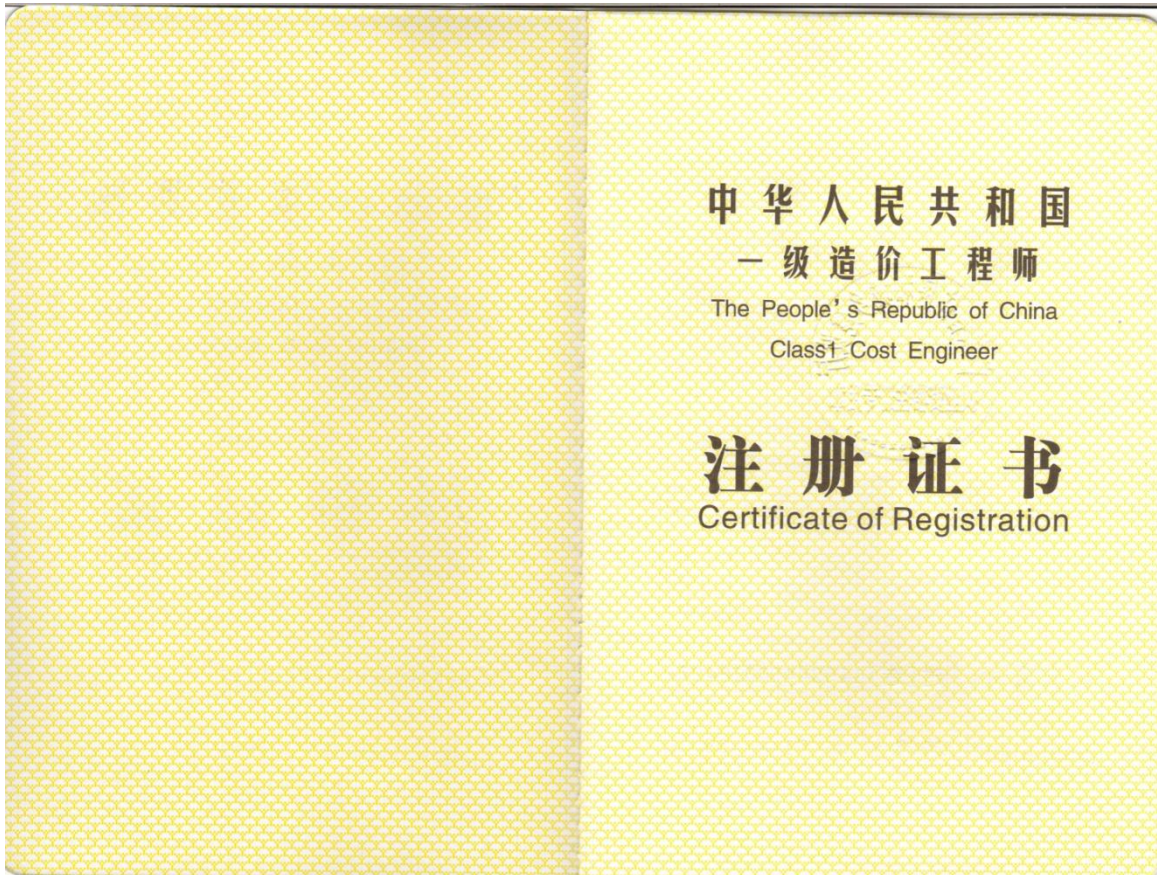 中华人民共和国
一级造价工程师
The People's Republic of China
Class1 Cost Engineer
注册证书
Certificate of Registration